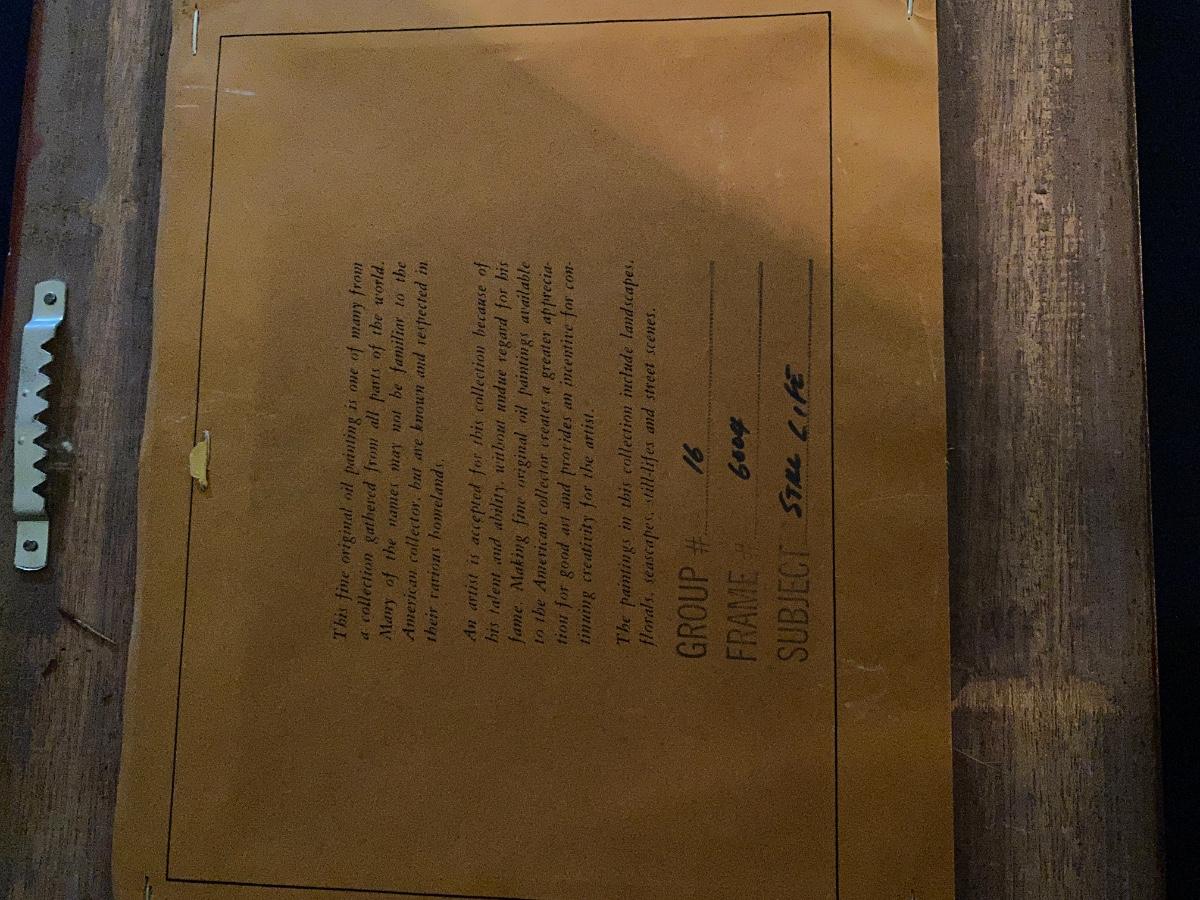 This fine original oil painting is one of many from
a collection gathered from all parts of the world.
Many of the names may not be familiar to the
American collector, but are known and respected in
their various homelands.
An artist is accepted for this collection because of
his talent and ability, without undue regard for his
fame. Making fine original oil paintings available
to the American collector creates a greater apprecia-
tion for good art and provides an incentive for con-
tinuing creativity for the artist.
The paintings in this collection include landscapes,
florals, seascapes, still-lifes and street scenes.
GROUP # 16
FRAME # 6004
SUBJECT STILL LIFE